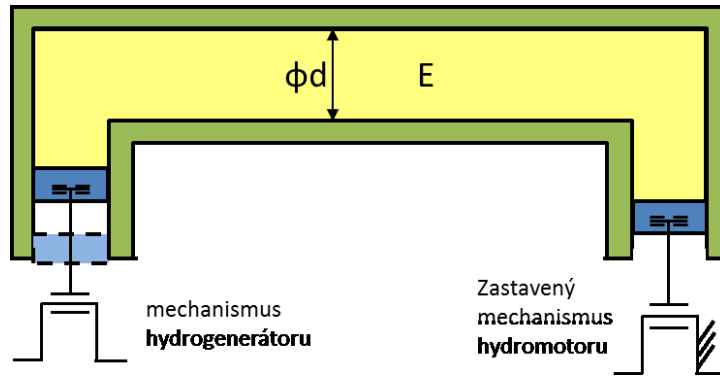 ϕd
E
mechanismus
hydrogenerátoru
Zastavený
mechanismus
hydromotoru